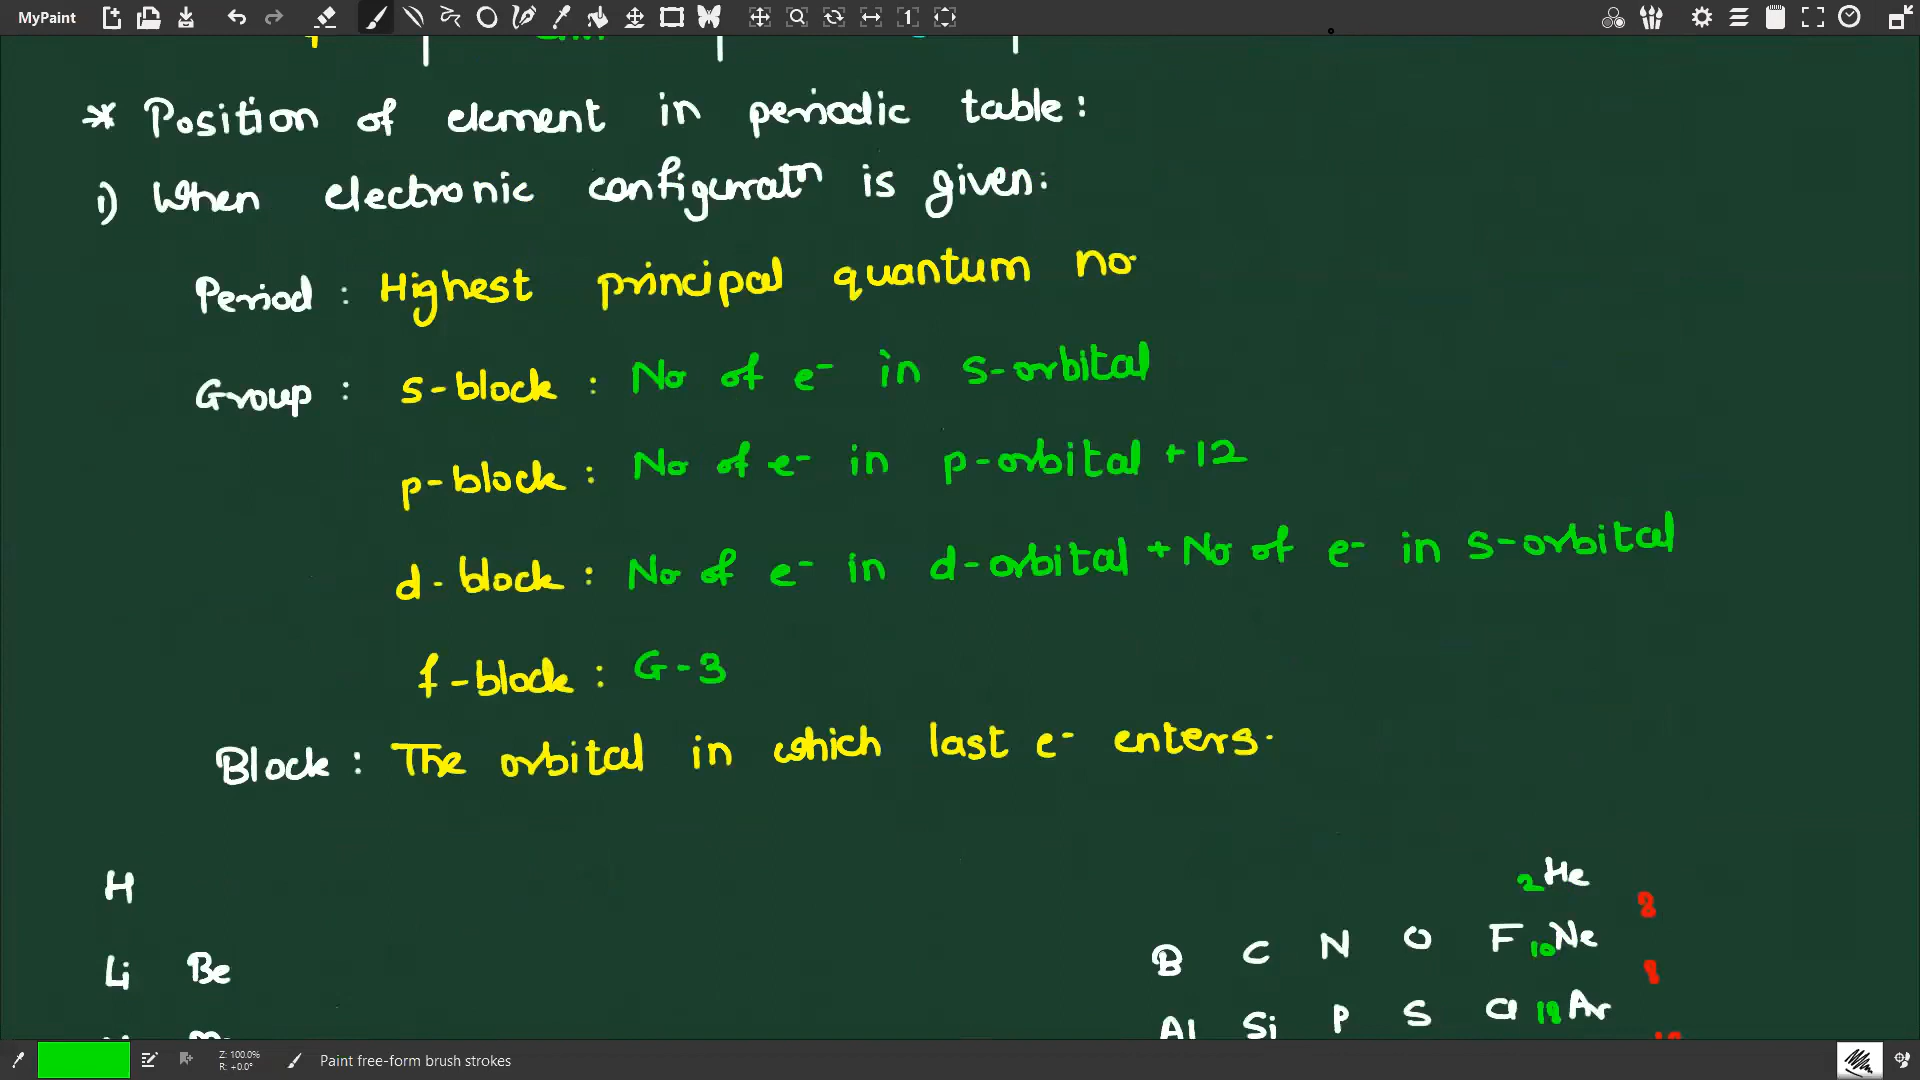 MyPaint
* Position of element in periodic table:
i) When electronic configuratⁿ is given:
Period : Highest principal quantum no.
Group : s-block : No of e⁻ in s-orbital
p-block : No of e⁻ in p-orbital + 12
d-block : No of e⁻ in d-orbital + No of e⁻ in s-orbital
f-block : G-3
Block : The orbital in which last e⁻ enters.
H ₂He
8
Li Be B C N O F ₁₀Ne
8
Al Si P S Cl ₁₈Ar
Z: 100.0%
R: +0.0°
Paint free-form brush strokes